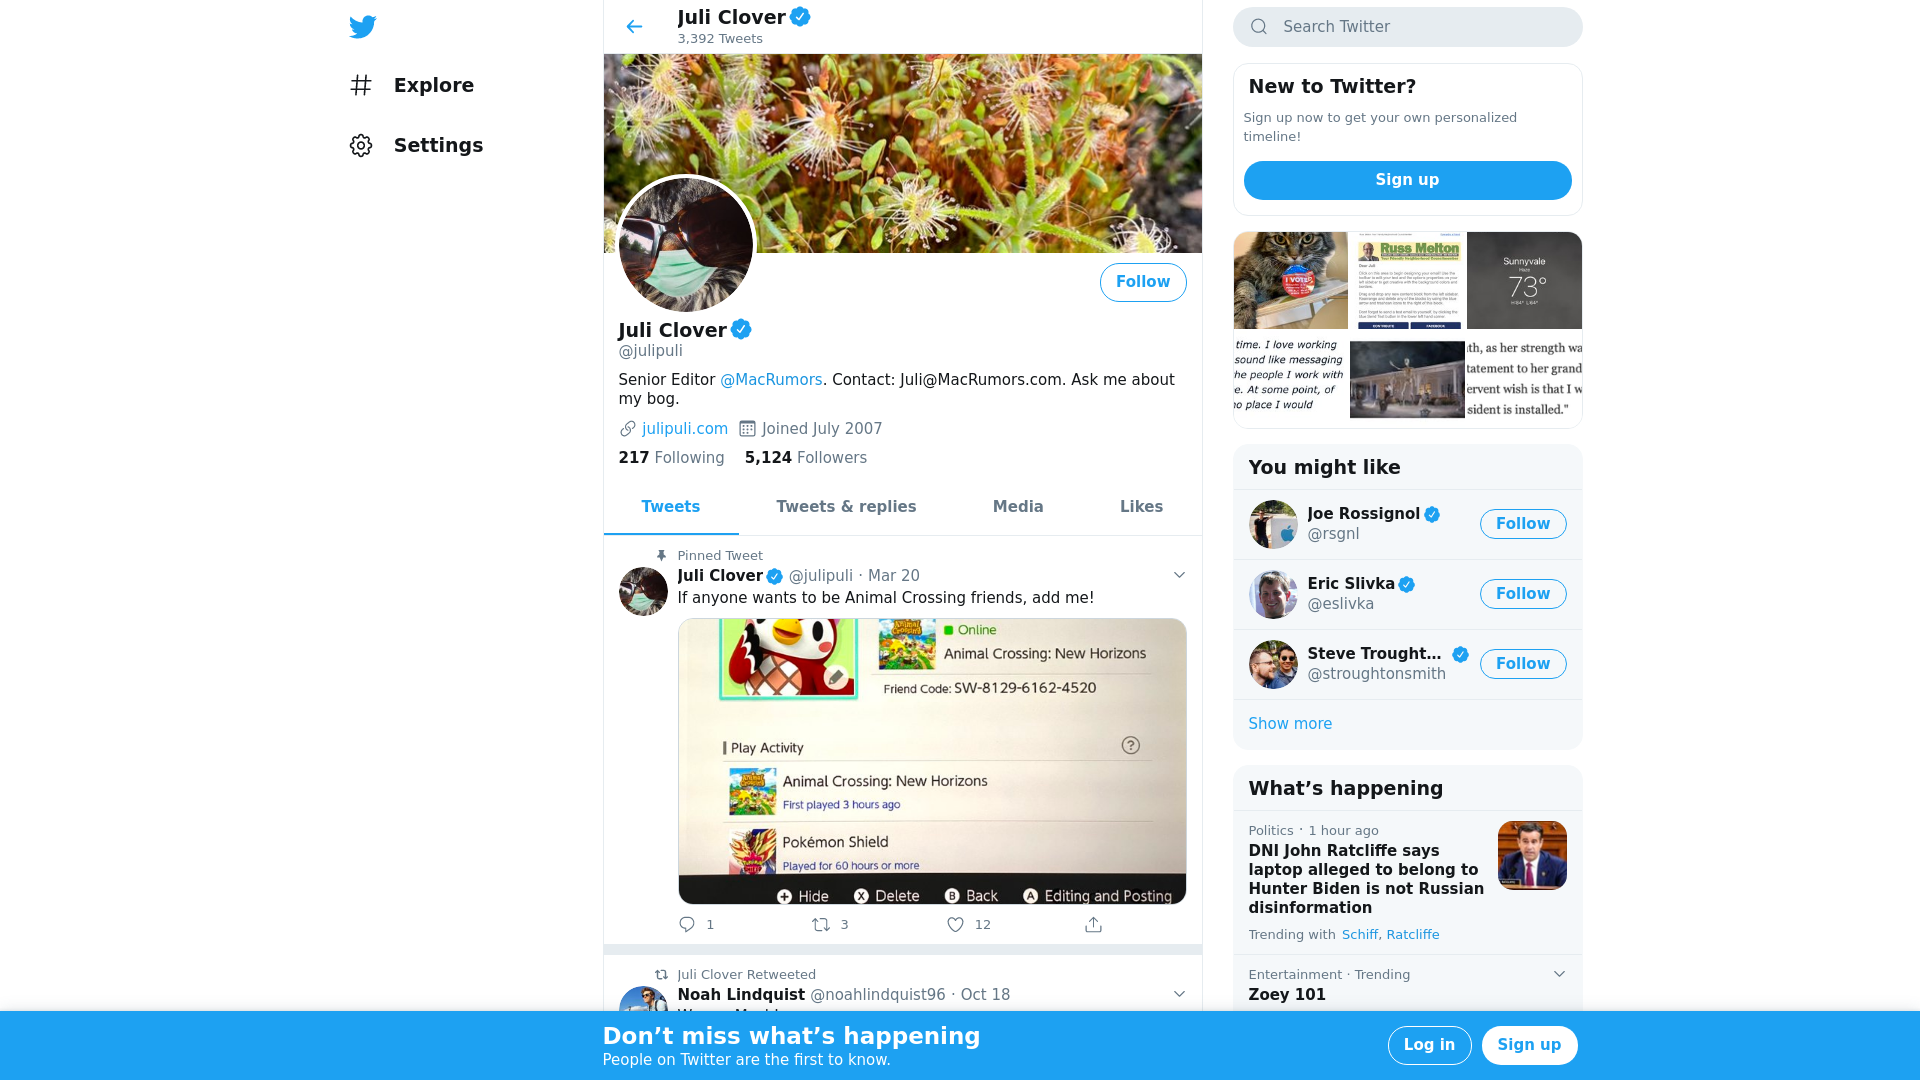 Explore
Settings
Juli Clover
3,392 Tweets
Follow
Juli Clover
@julipuli
Senior Editor @MacRumors. Contact: Juli@MacRumors.com. Ask me about
my bog.
julipuli.com Joined July 2007
217 Following 5,124 Followers
Tweets Tweets & replies Media Likes
Pinned Tweet
Juli Clover @julipuli · Mar 20
If anyone wants to be Animal Crossing friends, add me!
Online
Animal Crossing: New Horizons
Friend Code: SW-8129-6162-4520
Play Activity
Animal Crossing: New Horizons
First played 3 hours ago
Pokémon Shield
Played for 60 hours or more
+ Hide X Delete B Back A Editing and Posting
1 3 12
Juli Clover Retweeted
Noah Lindquist @noahlindquist96 · Oct 18
Search Twitter
New to Twitter?
Sign up now to get your own personalized
timeline!
Sign up
I VOTED
Russ Melton
Sunnyvale
Haze
73°
time. I love working
sound like messaging
he people I work with
e. At some point, of
no place I would
th, as her strength wa
tatement to her grand
ervent wish is that I w
sident is installed."
You might like
Joe Rossignol
@rsgnl
Follow
Eric Slivka
@eslivka
Follow
Steve Trought...
@stroughtonsmith
Follow
Show more
What’s happening
Politics · 1 hour ago
DNI John Ratcliffe says
laptop alleged to belong to
Hunter Biden is not Russian
disinformation
Trending with Schiff, Ratcliffe
Entertainment · Trending
Zoey 101
Don’t miss what’s happening
People on Twitter are the first to know.
Log in Sign up